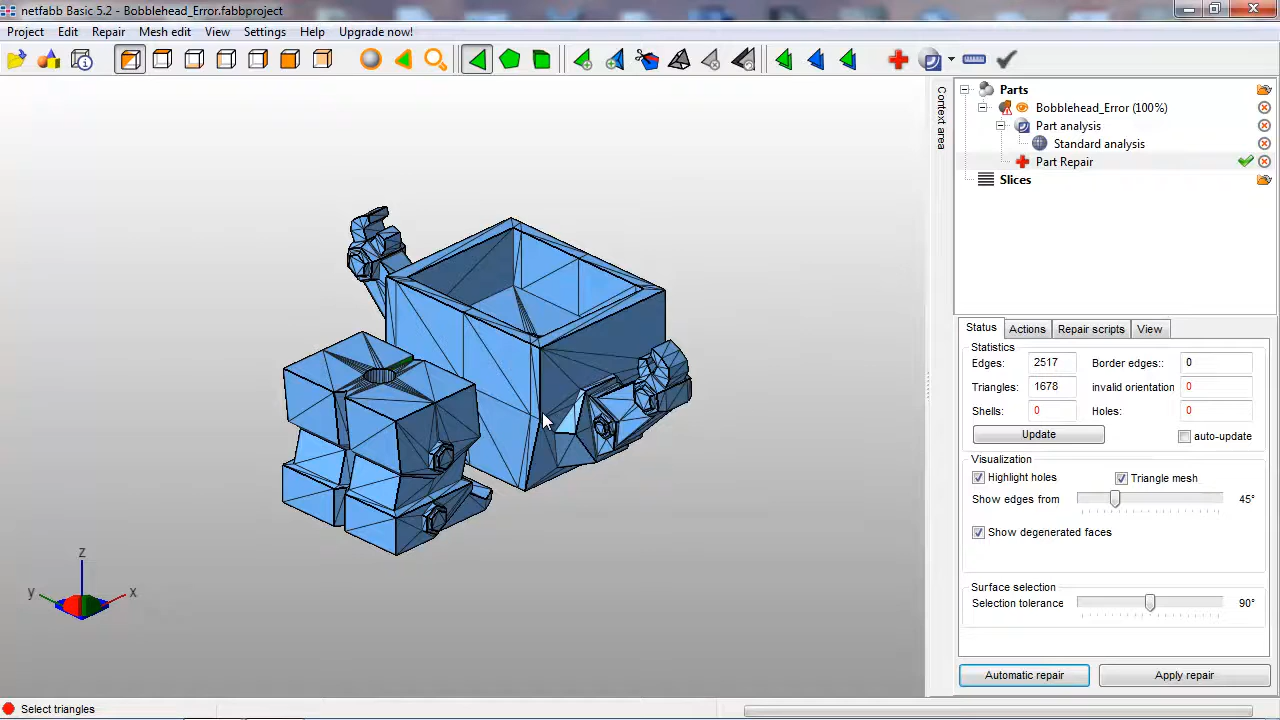 netfabb Basic 5.2 - Bobblehead_Error.fabbproject
Project Edit Repair Mesh edit View Settings Help Upgrade now!
Context area
Parts
Bobblehead_Error (100%)
Part analysis
Standard analysis
Part Repair
Slices
Status Actions Repair scripts View
Statistics
Edges: 2517 Border edges:: 0
Triangles: 1678 invalid orientation 0
Shells: 0 Holes: 0
Update auto-update
Visualization
Highlight holes Triangle mesh
Show edges from 45°
Show degenerated faces
Surface selection
Selection tolerance 90°
Automatic repair Apply repair
z
y x
Select triangles